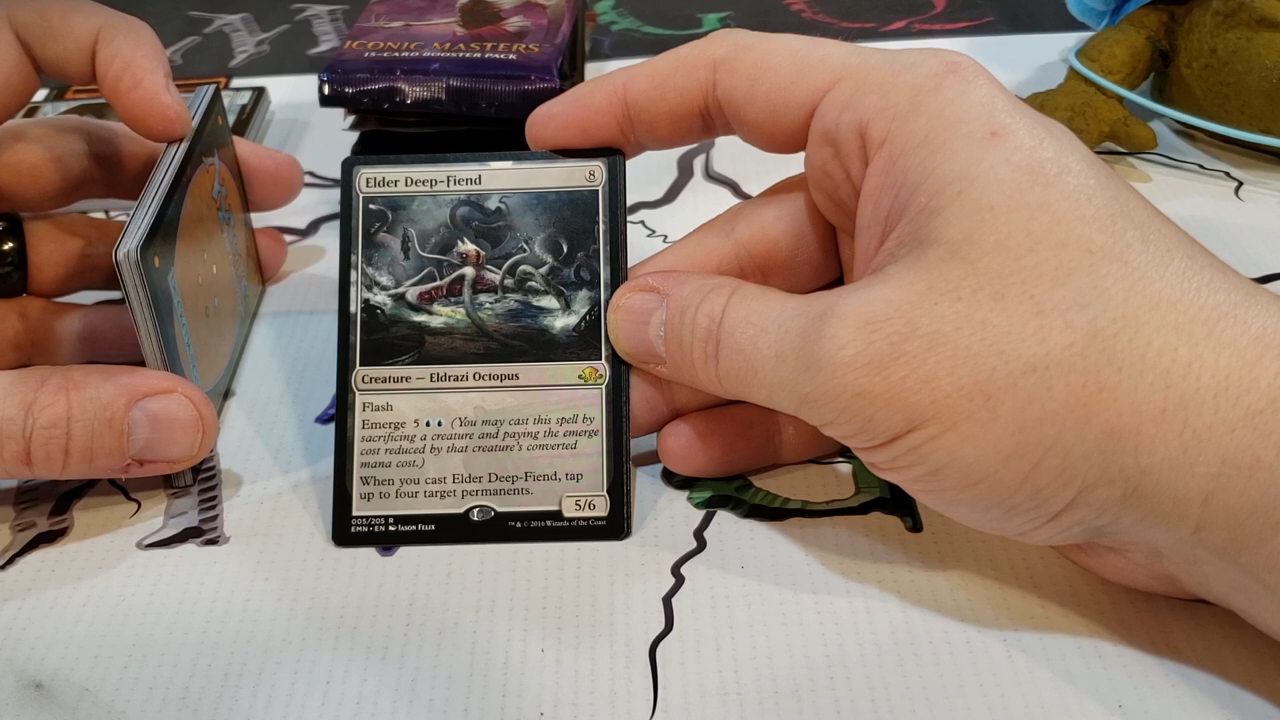 ICONIC MASTERS™
15-CARD BOOSTER PACK
Elder Deep-Fiend 8
Creature — Eldrazi Octopus
Flash
Emerge 5 (You may cast this spell by
sacrificing a creature and paying the emerge
cost reduced by that creature's converted
mana cost.)
When you cast Elder Deep-Fiend, tap
up to four target permanents.
5/6
005/205 R
EMN • EN Jason Felix
™ & © 2016 Wizards of the Coast